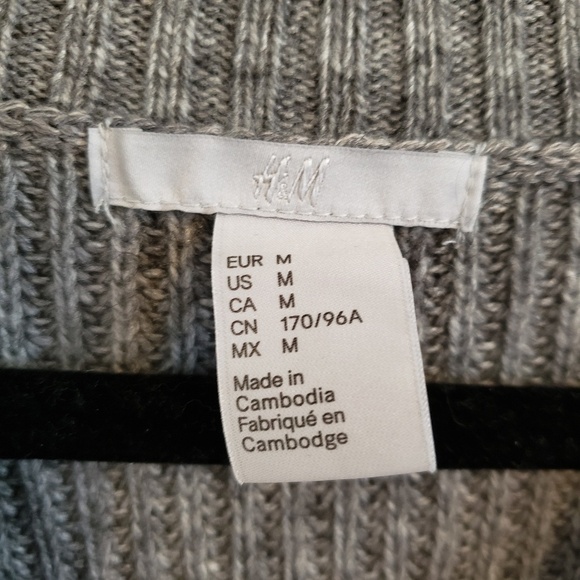 H&M
EUR M
US M
CA M
CN 170/96A
MX M
Made in
Cambodia
Fabriqué en
Cambodge